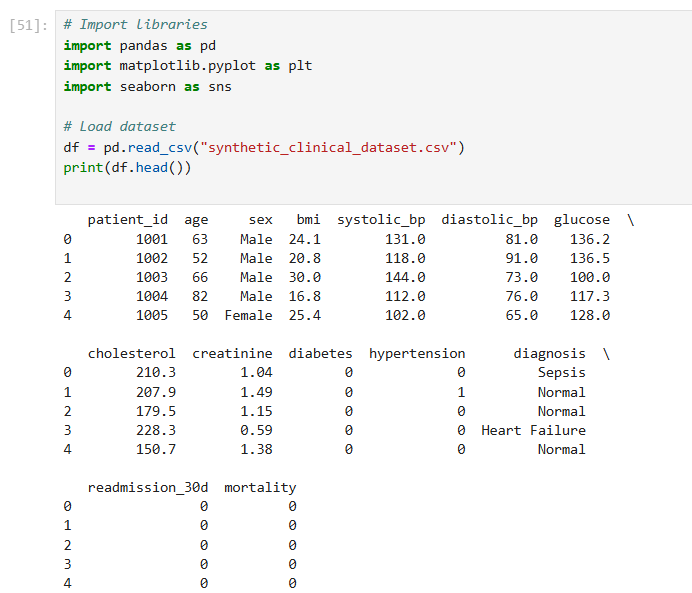 [51]:
# Import libraries
import pandas as pd
import matplotlib.pyplot as plt
import seaborn as sns
# Load dataset
df = pd.read_csv("synthetic_clinical_dataset.csv")
print(df.head())
   patient_id  age     sex   bmi  systolic_bp  diastolic_bp  glucose  \
0        1001   63    Male  24.1        131.0          81.0    136.2
1        1002   52    Male  20.8        118.0          91.0    136.5
2        1003   66    Male  30.0        144.0          73.0    100.0
3        1004   82    Male  16.8        112.0          76.0    117.3
4        1005   50  Female  25.4        102.0          65.0    128.0
   cholesterol  creatinine  diabetes  hypertension      diagnosis  \
0        210.3        1.04         0             0         Sepsis
1        207.9        1.49         0             1         Normal
2        179.5        1.15         0             0         Normal
3        228.3        0.59         0             0  Heart Failure
4        150.7        1.38         0             0         Normal
   readmission_30d  mortality
0                0          0
1                0          0
2                0          0
3                0          0
4                0          0